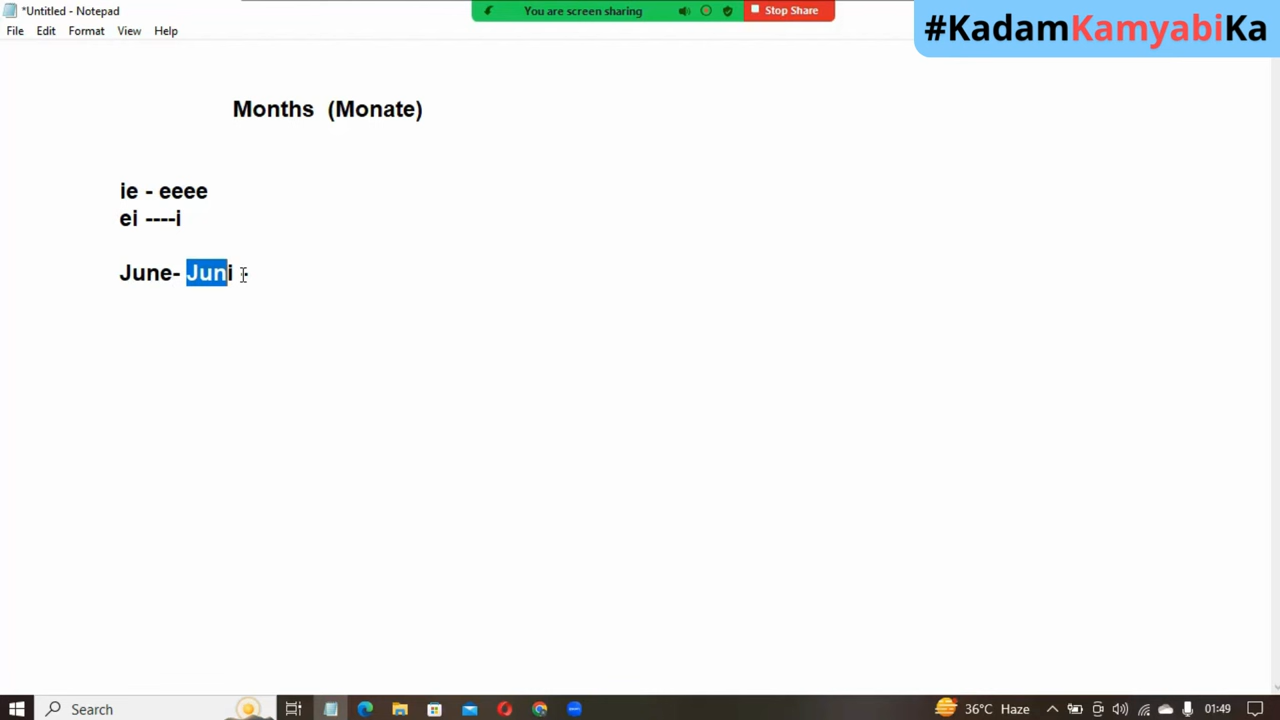 *Untitled - Notepad
You are screen sharing
Stop Share
#KadamKamyabiKa
File Edit Format View Help
Months (Monate)
ie - eeee
ei ----i
June- Juni -
Search
36°C Haze
01:49